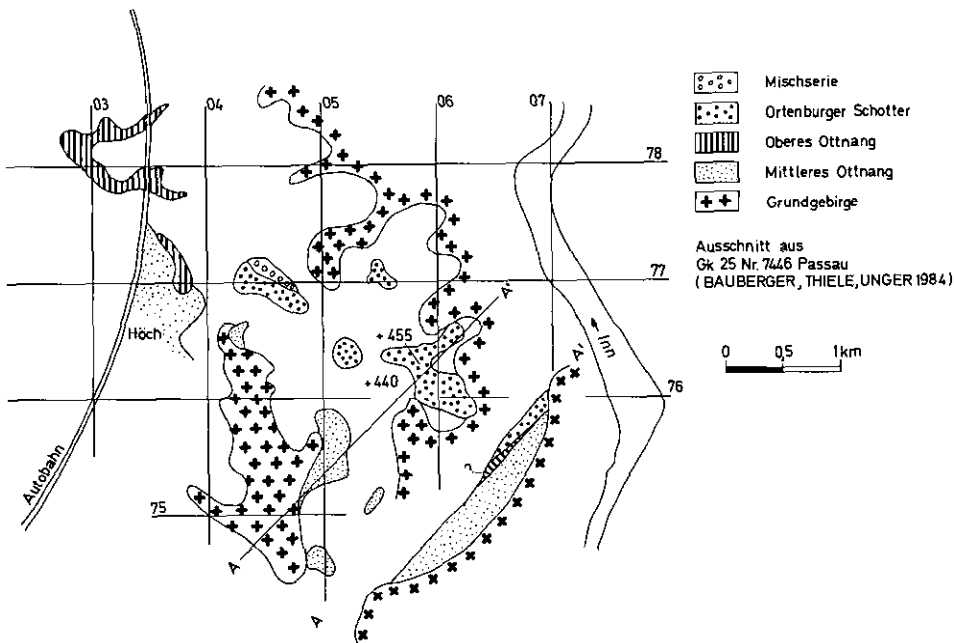 03
04
05
06
07
78
77
76
75
Autobahn
Höch
+ 455
+ 440
A'
A'
A
A
?
Inn
Mischserie
Ortenburger Schotter
Oberes Ottnang
Mittleres Ottnang
Grundgebirge
Ausschnitt aus
Gk 25 Nr. 7446 Passau
(BAUBERGER, THIELE, UNGER 1984)
0 0,5 1km